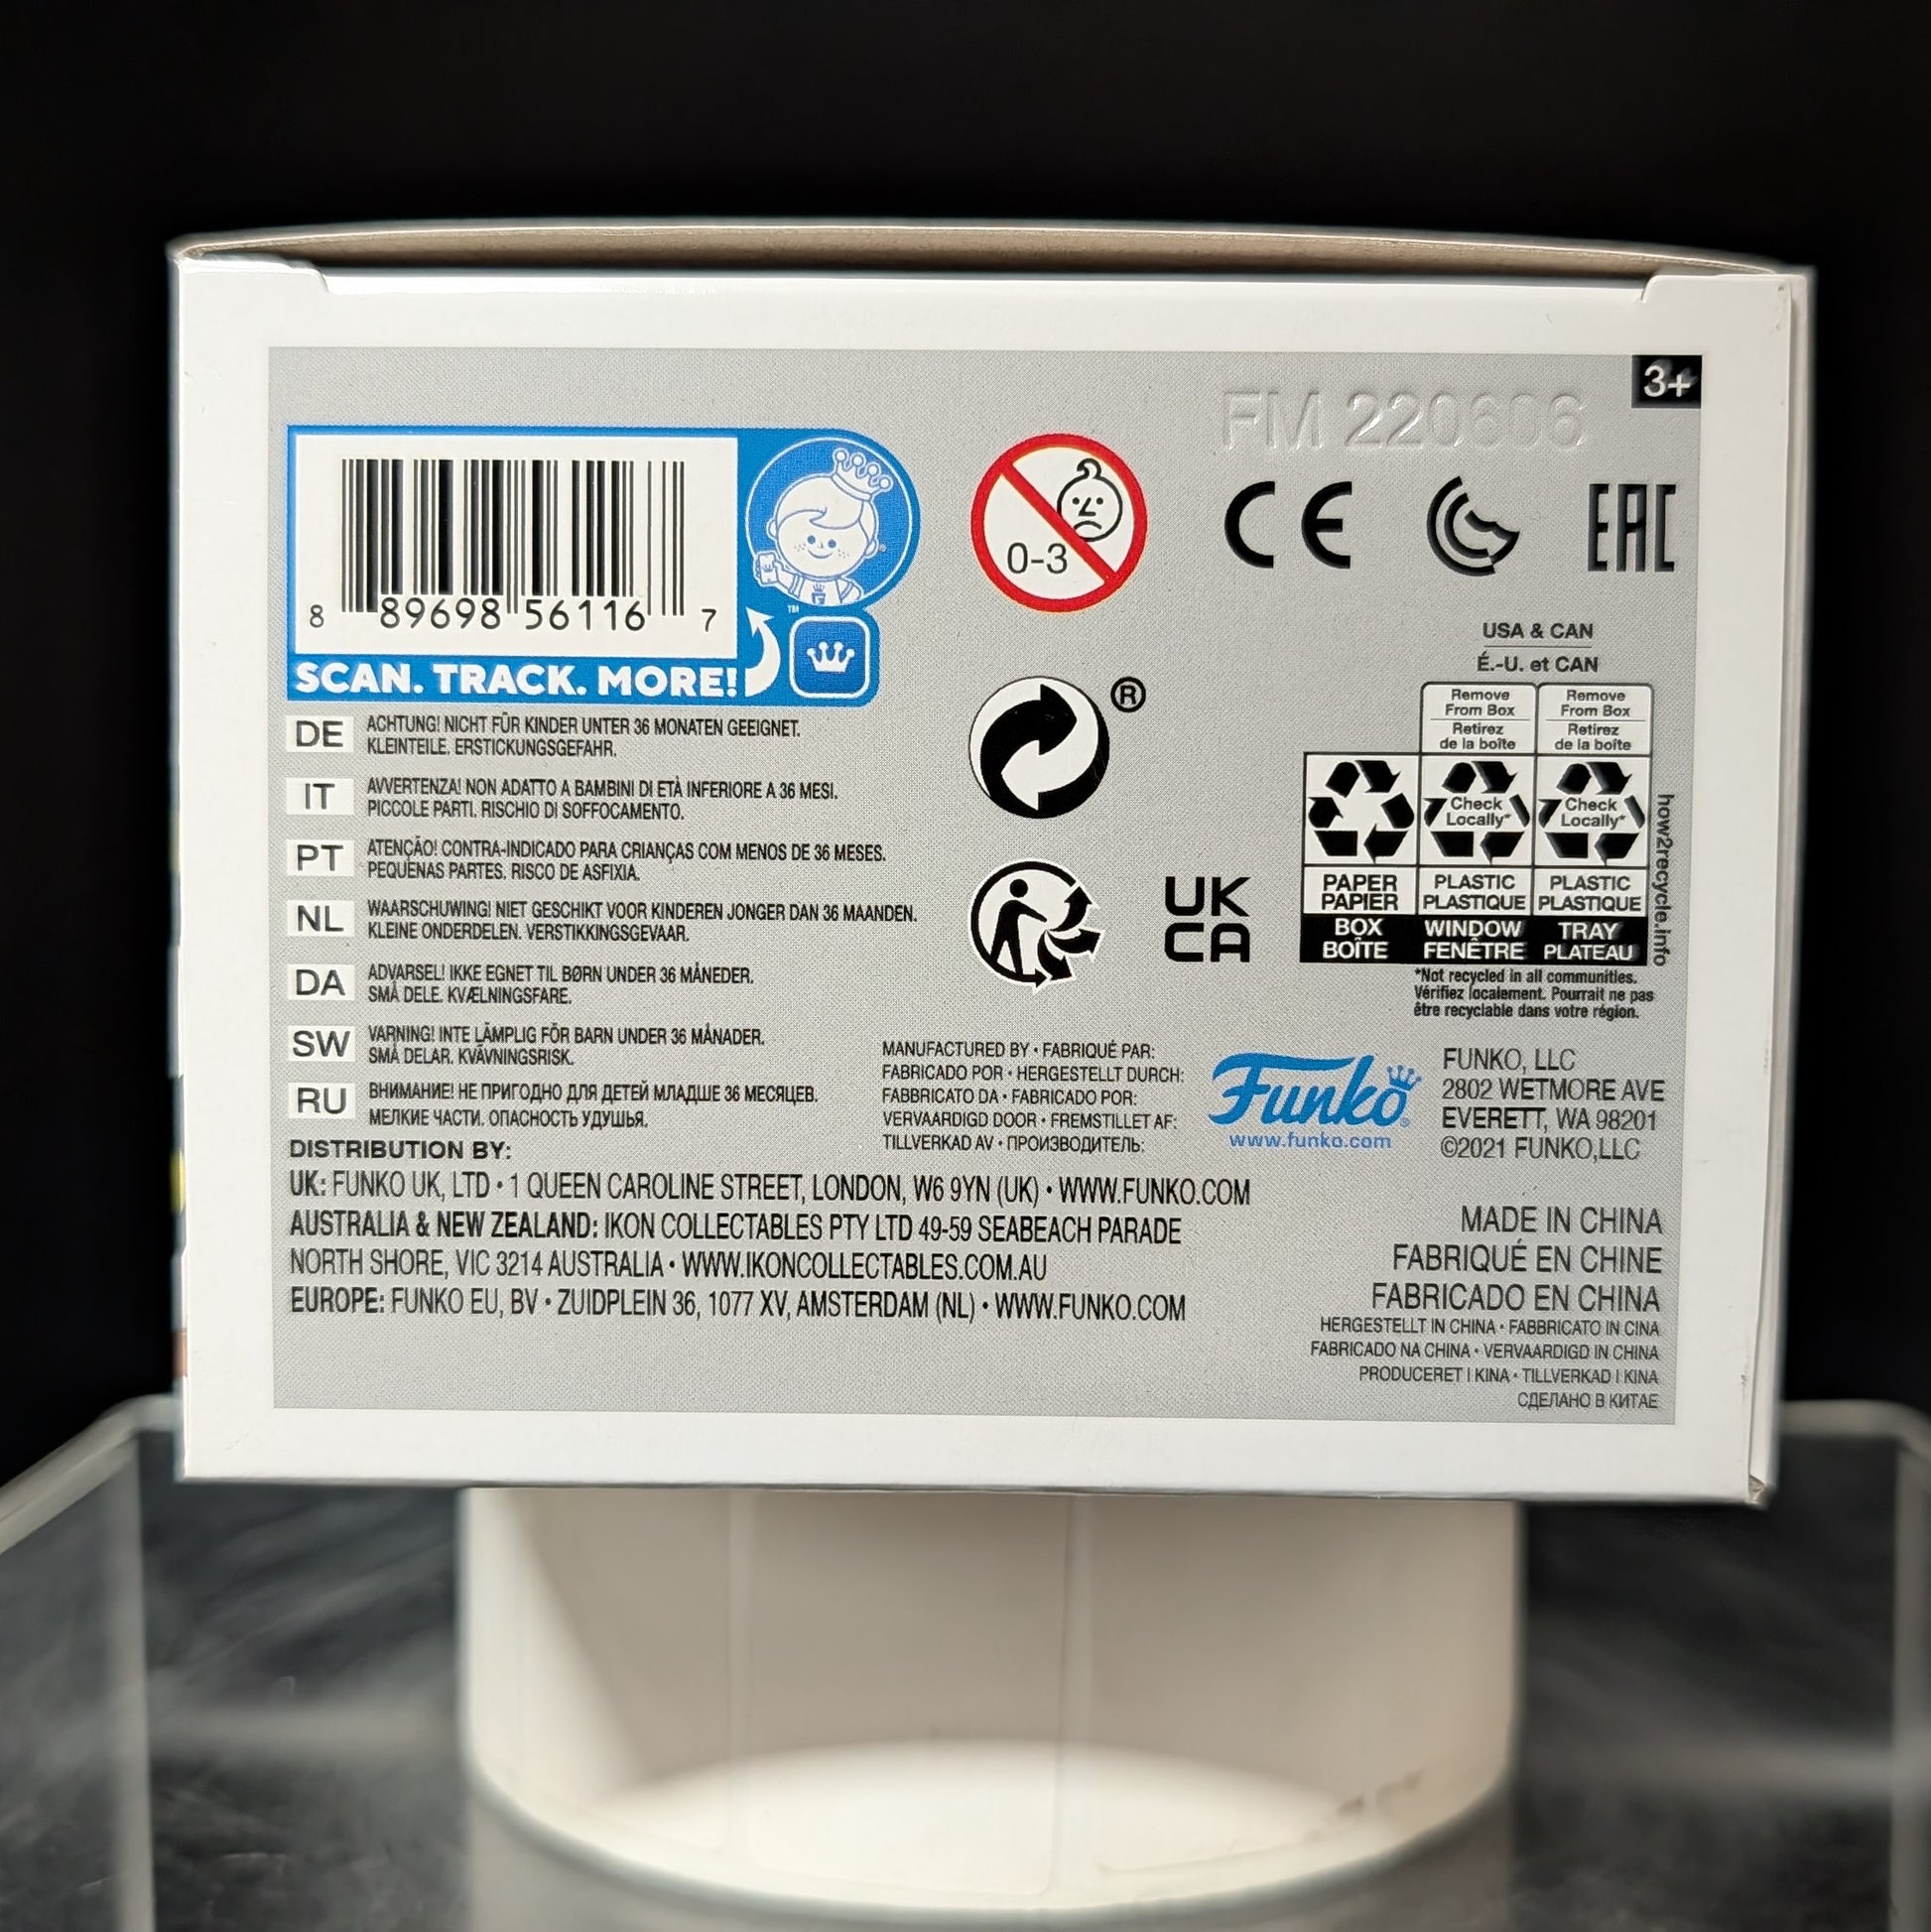 3+
FM 220606
8 89698 56116 7
SCAN. TRACK. MORE!
™
0-3
CE
EAC
USA & CAN
É.-U. et CAN
Remove
From Box
Retirez
de la boîte
Remove
From Box
Retirez
de la boîte
Check
Locally*
Check
Locally*
PAPER
PAPIER
PLASTIC
PLASTIQUE
PLASTIC
PLASTIQUE
BOX
BOÎTE
WINDOW
FENÊTRE
TRAY
PLATEAU
how2recycle.info
*Not recycled in all communities.
Vérifiez localement. Pourrait ne pas
être recyclable dans votre région.
®
UK
CA
DE
ACHTUNG! NICHT FÜR KINDER UNTER 36 MONATEN GEEIGNET.
KLEINTEILE. ERSTICKUNGSGEFAHR.
IT
AVVERTENZA! NON ADATTO A BAMBINI DI ETÀ INFERIORE A 36 MESI.
PICCOLE PARTI. RISCHIO DI SOFFOCAMENTO.
PT
ATENÇÃO! CONTRA-INDICADO PARA CRIANÇAS COM MENOS DE 36 MESES.
PEQUENAS PARTES. RISCO DE ASFIXIA.
NL
WAARSCHUWING! NIET GESCHIKT VOOR KINDEREN JONGER DAN 36 MAANDEN.
KLEINE ONDERDELEN. VERSTIKKINGSGEVAAR.
DA
ADVARSEL! IKKE EGNET TIL BØRN UNDER 36 MÅNEDER.
SMÅ DELE. KVÆLNINGSFARE.
SW
VARNING! INTE LÄMPLIG FÖR BARN UNDER 36 MÅNADER.
SMÅ DELAR. KVÄVNINGSRISK.
RU
ВНИМАНИЕ! НЕ ПРИГОДНО ДЛЯ ДЕТЕЙ МЛАДШЕ 36 МЕСЯЦЕВ.
МЕЛКИЕ ЧАСТИ. ОПАСНОСТЬ УДУШЬЯ.
MANUFACTURED BY • FABRIQUÉ PAR:
FABRICADO POR • HERGESTELLT DURCH:
FABBRICATO DA • FABRICADO POR:
VERVAARDIGD DOOR • FREMSTILLET AF:
TILLVERKAD AV • ПРОИЗВОДИТЕЛЬ:
Funko
www.funko.com
FUNKO, LLC
2802 WETMORE AVE
EVERETT, WA 98201
©2021 FUNKO,LLC
DISTRIBUTION BY:
UK: FUNKO UK, LTD • 1 QUEEN CAROLINE STREET, LONDON, W6 9YN (UK) • WWW.FUNKO.COM
AUSTRALIA & NEW ZEALAND: IKON COLLECTABLES PTY LTD 49-59 SEABEACH PARADE
NORTH SHORE, VIC 3214 AUSTRALIA • WWW.IKONCOLLECTABLES.COM.AU
EUROPE: FUNKO EU, BV • ZUIDPLEIN 36, 1077 XV, AMSTERDAM (NL) • WWW.FUNKO.COM
MADE IN CHINA
FABRIQUÉ EN CHINE
FABRICADO EN CHINA
HERGESTELLT IN CHINA • FABBRICATO IN CINA
FABRICADO NA CHINA • VERVAARDIGD IN CHINA
PRODUCERET I KINA • TILLVERKAD I KINA
СДЕЛАНО В КИТАЕ